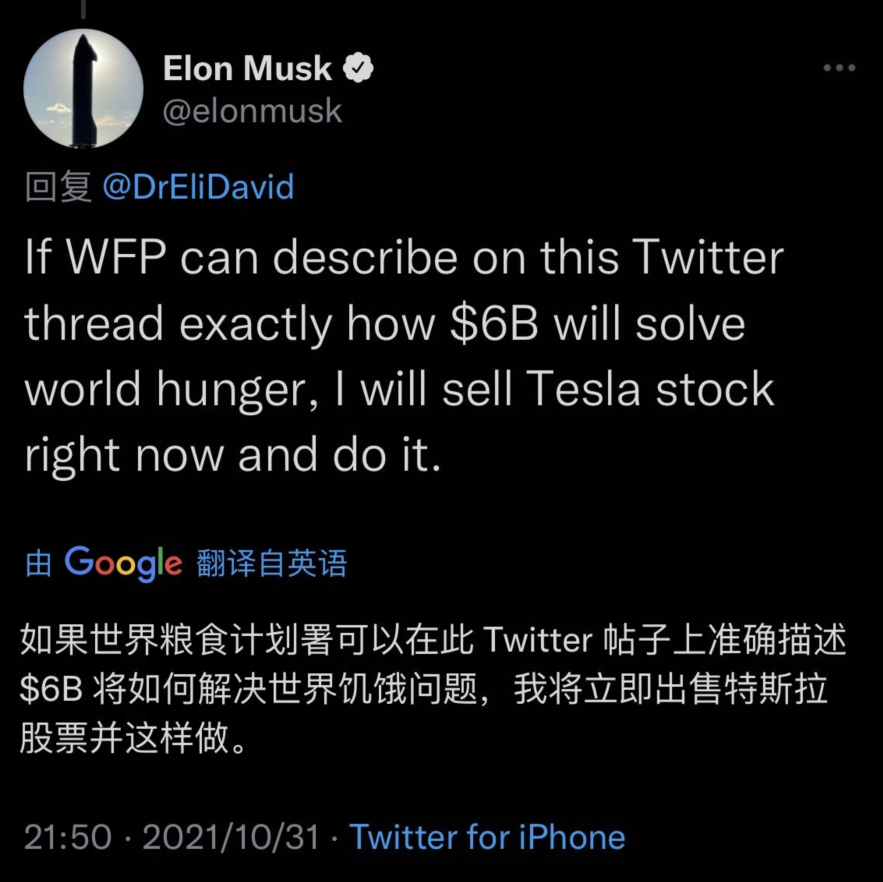 Elon Musk
@elonmusk
回复 @DrEliDavid
If WFP can describe on this Twitter
thread exactly how $6B will solve
world hunger, I will sell Tesla stock
right now and do it.
由 Google 翻译自英语
如果世界粮食计划署可以在此 Twitter 帖子上准确描述
$6B 将如何解决世界饥饿问题，我将立即出售特斯拉
股票并这样做。
21:50 · 2021/10/31 · Twitter for iPhone